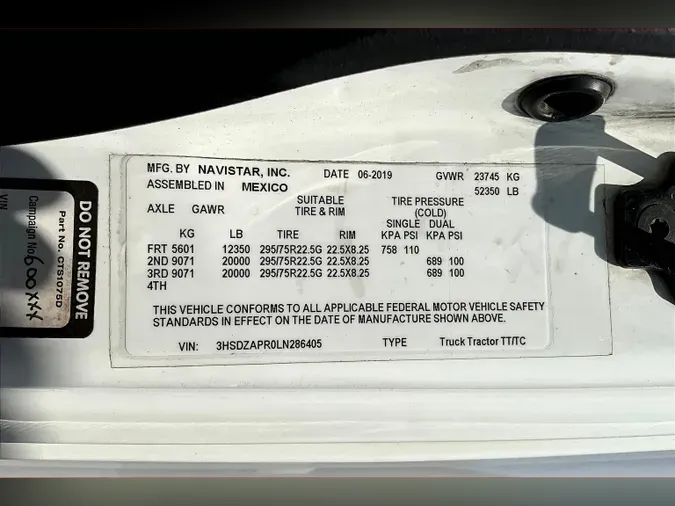 MFG. BY NAVISTAR, INC. DATE 06-2019 GVWR 23745 KG
ASSEMBLED IN MEXICO 52350 LB
SUITABLE TIRE PRESSURE
AXLE GAWR TIRE & RIM (COLD)
SINGLE DUAL
KG LB TIRE RIM KPA PSI KPA PSI
FRT 5601 12350 295/75R22.5G 22.5X8.25 758 110
2ND 9071 20000 295/75R22.5G 22.5X8.25 689 100
3RD 9071 20000 295/75R22.5G 22.5X8.25 689 100
4TH
THIS VEHICLE CONFORMS TO ALL APPLICABLE FEDERAL MOTOR VEHICLE SAFETY
STANDARDS IN EFFECT ON THE DATE OF MANUFACTURE SHOWN ABOVE.
VIN: 3HSDZAPR0LN286405 TYPE Truck Tractor TT/TC
DO NOT REMOVE
Part No. CTS1075D
Campaign No. 600XXX
VIN